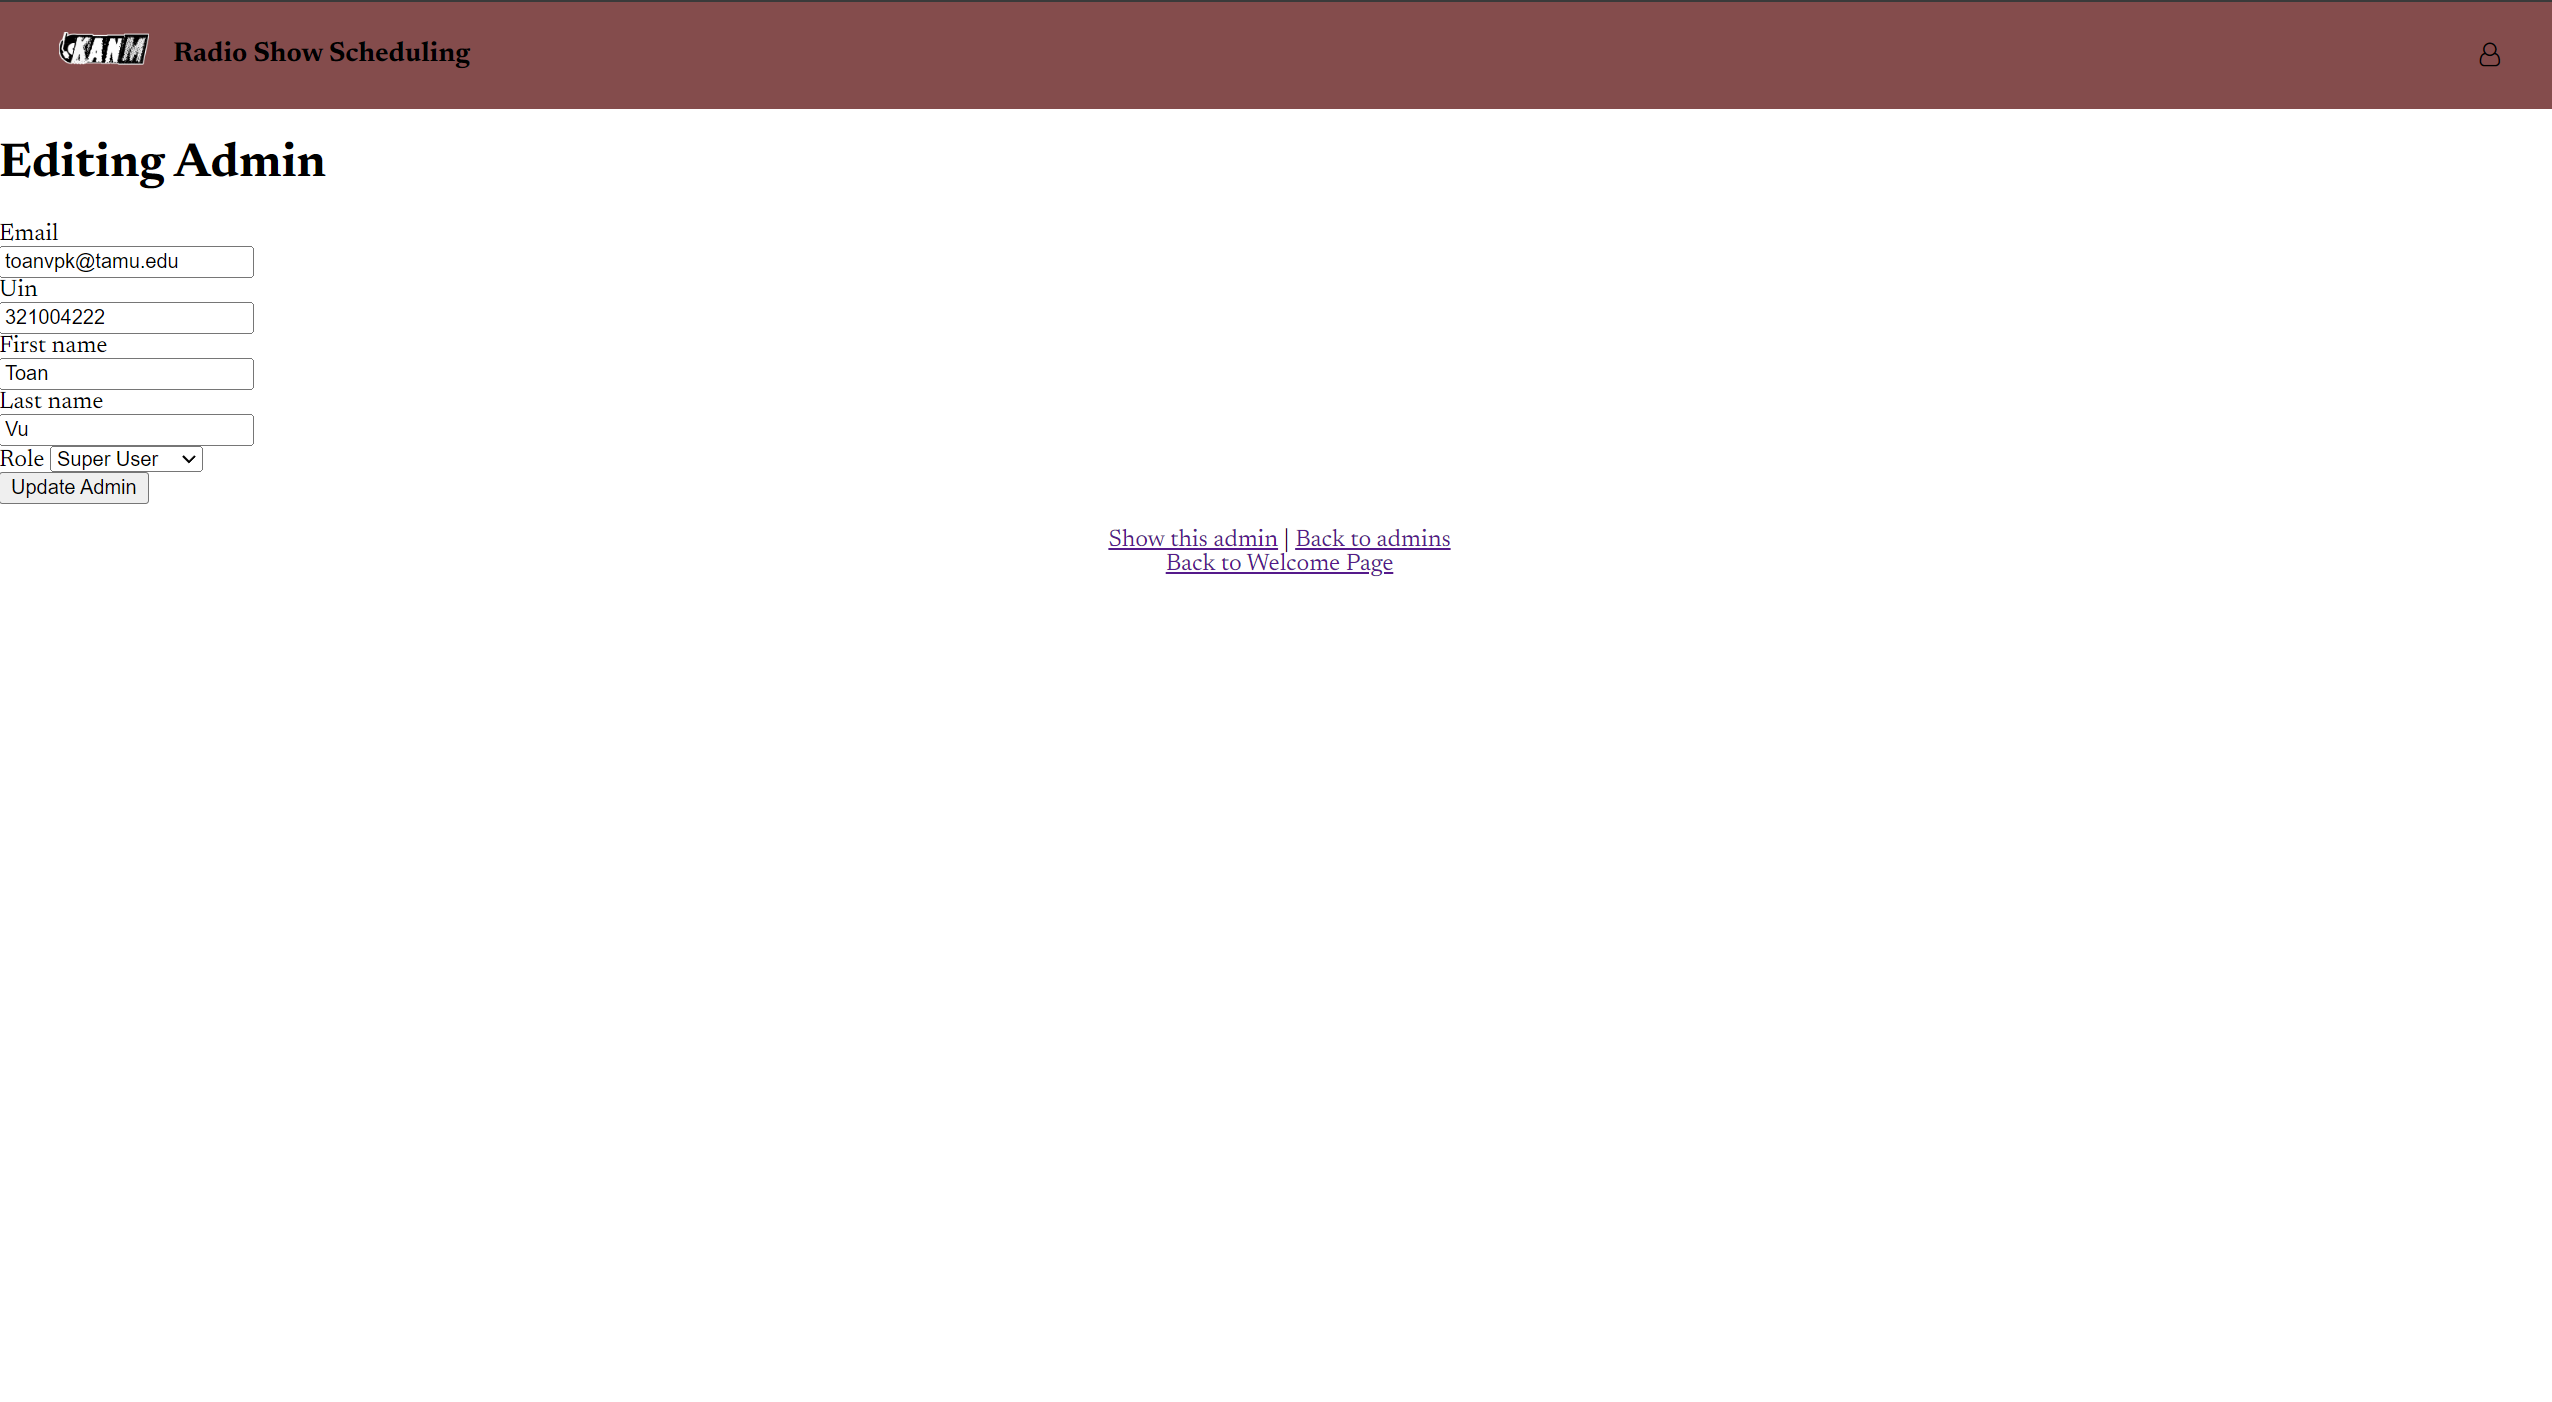 KANM Radio Show Scheduling
Editing Admin
Email
toanvpk@tamu.edu
Uin
321004222
First name
Toan
Last name
Vu
Role Super User
Update Admin
Show this admin | Back to admins
Back to Welcome Page